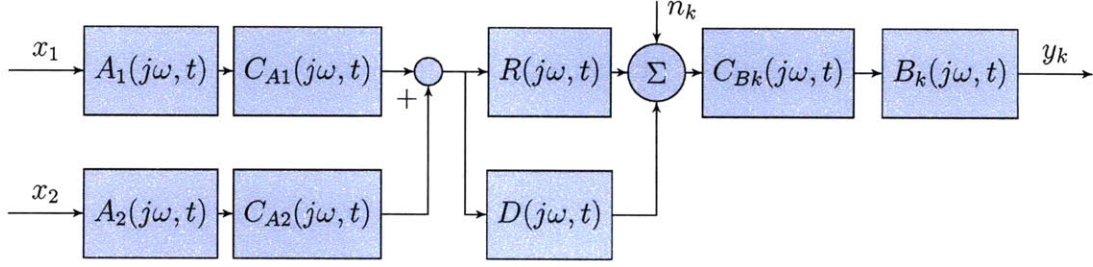 n_k
x_1 A_1(jω, t) C_{A1}(jω, t) + R(jω, t) Σ C_{Bk}(jω, t) B_k(jω, t) y_k
x_2 A_2(jω, t) C_{A2}(jω, t) D(jω, t)